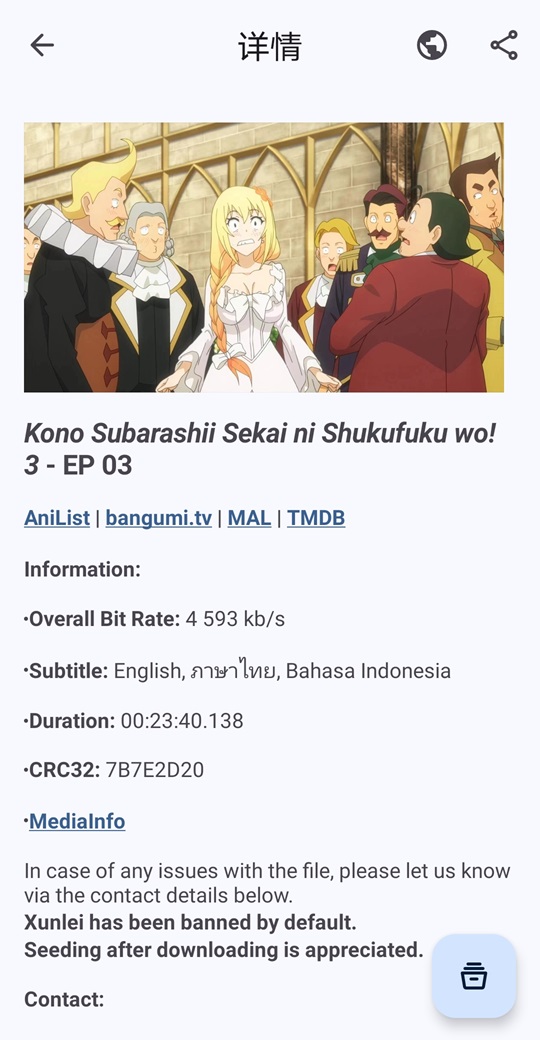 详情
Kono Subarashii Sekai ni Shukufuku wo!
3 - EP 03
AniList | bangumi.tv | MAL | TMDB
Information:
•Overall Bit Rate: 4 593 kb/s
•Subtitle: English, ภาษาไทย, Bahasa Indonesia
•Duration: 00:23:40.138
•CRC32: 7B7E2D20
•MediaInfo
In case of any issues with the file, please let us know
via the contact details below.
Xunlei has been banned by default.
Seeding after downloading is appreciated.
Contact: